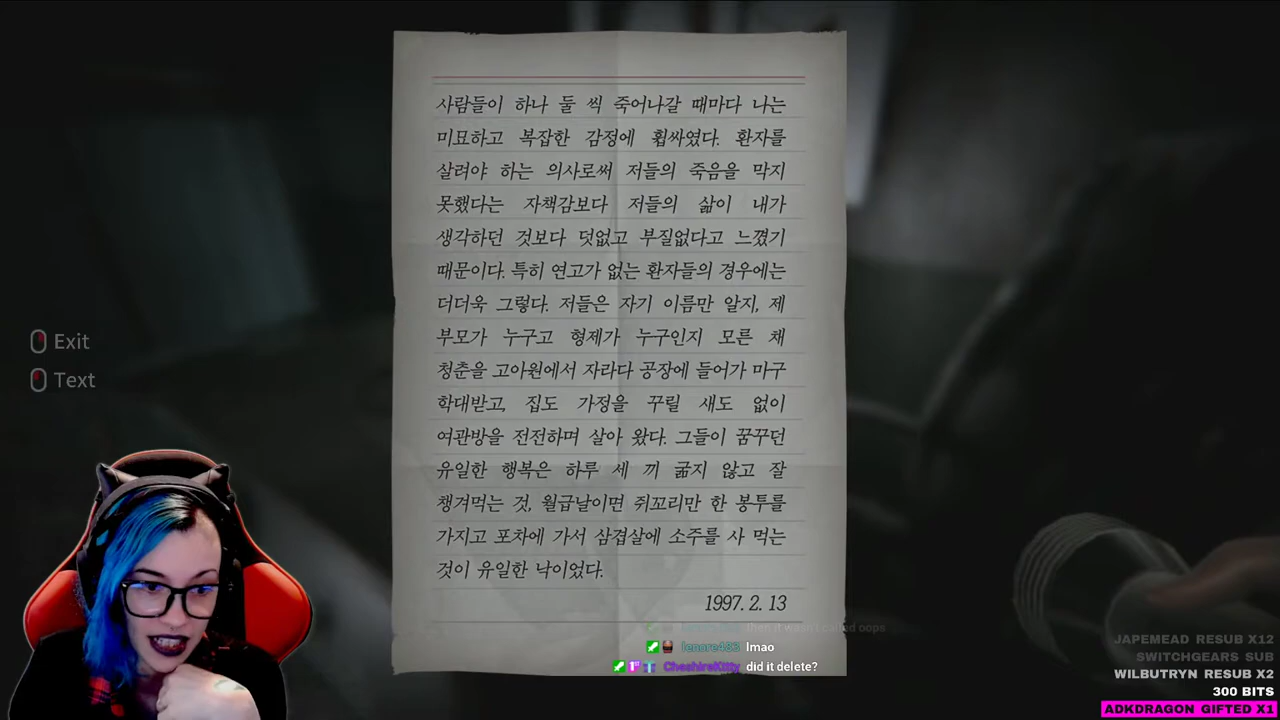 사람들이 하나 둘 씩 죽어나갈 때마다 나는
미묘하고 복잡한 감정에 휩싸였다. 환자를
살려야 하는 의사로써 저들의 죽음을 막지
못했다는 자책감보다 저들의 삶이 내가
생각하던 것보다 덧없고 부질없다고 느꼈기
때문이다. 특히 연고가 없는 환자들의 경우에는
더더욱 그렇다. 저들은 자기 이름만 알지, 제
부모가 누구고 형제가 누구인지 모른 채
청춘을 고아원에서 자라다 공장에 들어가 마구
학대받고, 집도 가정을 꾸릴 새도 없이
여관방을 전전하며 살아 왔다. 그들이 꿈꾸던
유일한 행복은 하루 세 끼 굶지 않고 잘
챙겨먹는 것, 월급날이면 쥐꼬리만 한 봉투를
가지고 포차에 가서 삼겹살에 소주를 사 먹는
것이 유일한 낙이었다.
1997. 2. 13
Exit
Text
then it wasn't called oops
lenore483 lmao
CheshireKitty did it delete?
JAPEMEAD RESUB X12
SWITCHGEARS SUB
WILBUTRYN RESUB X2
300 BITS
ADKDRAGON GIFTED X1